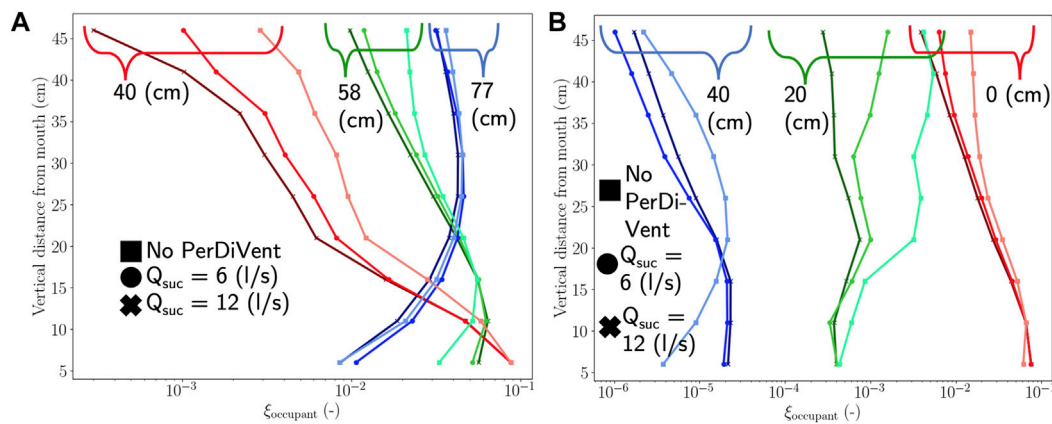 A
Vertical distance from mouth (cm)
45
40
35
30
25
20
15
10
5
40 (cm)
58
(cm)
77
(cm)
No PerDiVent
Q_suc = 6 (l/s)
Q_suc = 12 (l/s)
10⁻³
10⁻²
10⁻¹
ξ_occupant (-)
B
Vertical distance from mouth (cm)
45
40
35
30
25
20
15
10
5
40
(cm)
20
(cm)
0 (cm)
No
PerDi-
Vent
Q_suc =
6 (l/s)
Q_suc =
12 (l/s)
10⁻⁶
10⁻⁵
10⁻⁴
10⁻³
10⁻²
10⁻¹
ξ_occupant (-)